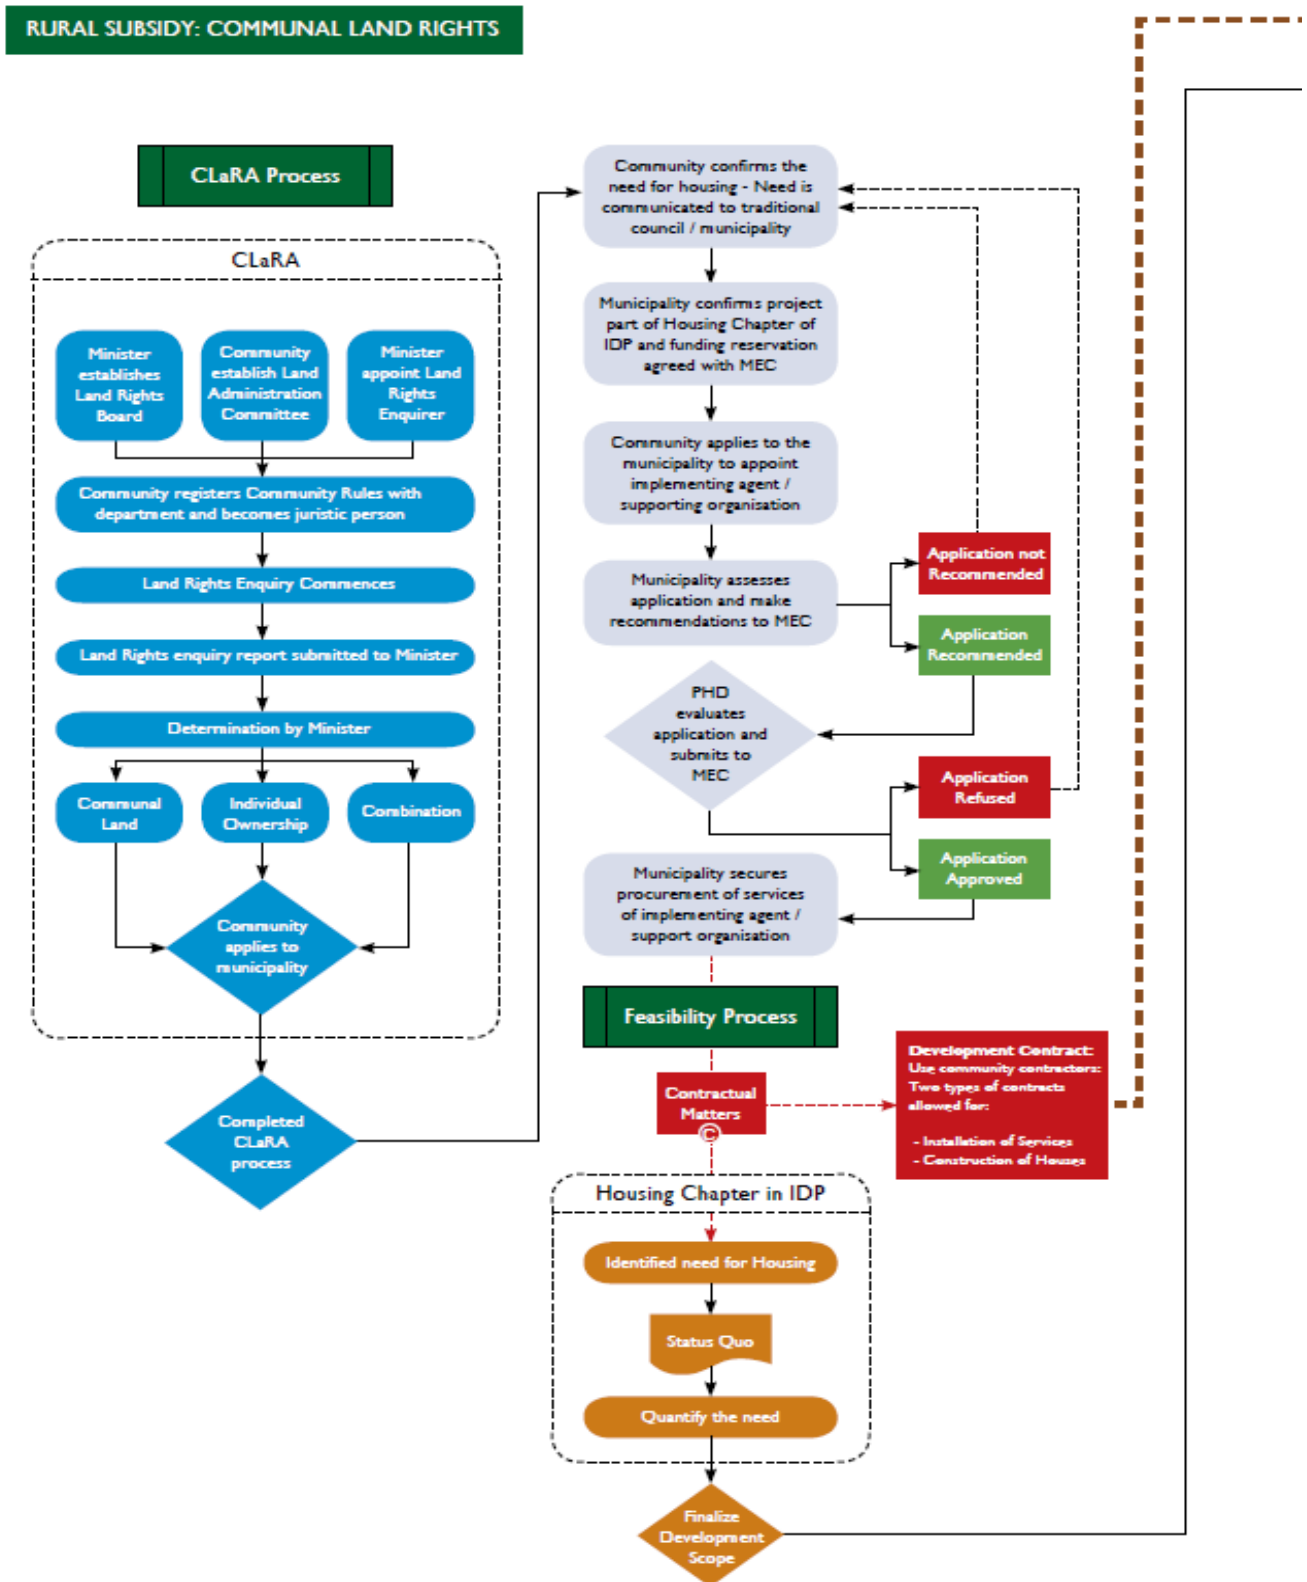 RURAL SUBSIDY: COMMUNAL LAND RIGHTS
CLaRA Process
CLaRA
Minister
establishes
Land Rights
Board
Community
establish Land
Administration
Committee
Minister
appoint Land
Rights
Enquirer
Community registers Community Rules with
department and becomes juristic person
Land Rights Enquiry Commences
Land Rights enquiry report submitted to Minister
Determination by Minister
Communal
Land
Individual
Ownership
Combination
Community
applies to
municipality
Completed
CLaRA
process
Community confirms the
need for housing - Need is
communicated to traditional
council / municipality
Municipality confirms project
part of Housing Chapter of
IDP and funding reservation
agreed with MEC
Community applies to the
municipality to appoint
implementing agent /
supporting organisation
Municipality assesses
application and make
recommendations to MEC
Application not
Recommended
Application
Recommended
PHD
evaluates
application and
submits to
MEC
Application
Refused
Application
Approved
Municipality secures
procurement of services
of implementing agent /
support organisation
Feasibility Process
Contractual
Matters
C
Development Contract:
Use community contractors:
Two types of contracts
allowed for:
- Installation of Services
- Construction of Houses
Housing Chapter in IDP
Identified need for Housing
Status Quo
Quantify the need
Finalize
Development
Scope